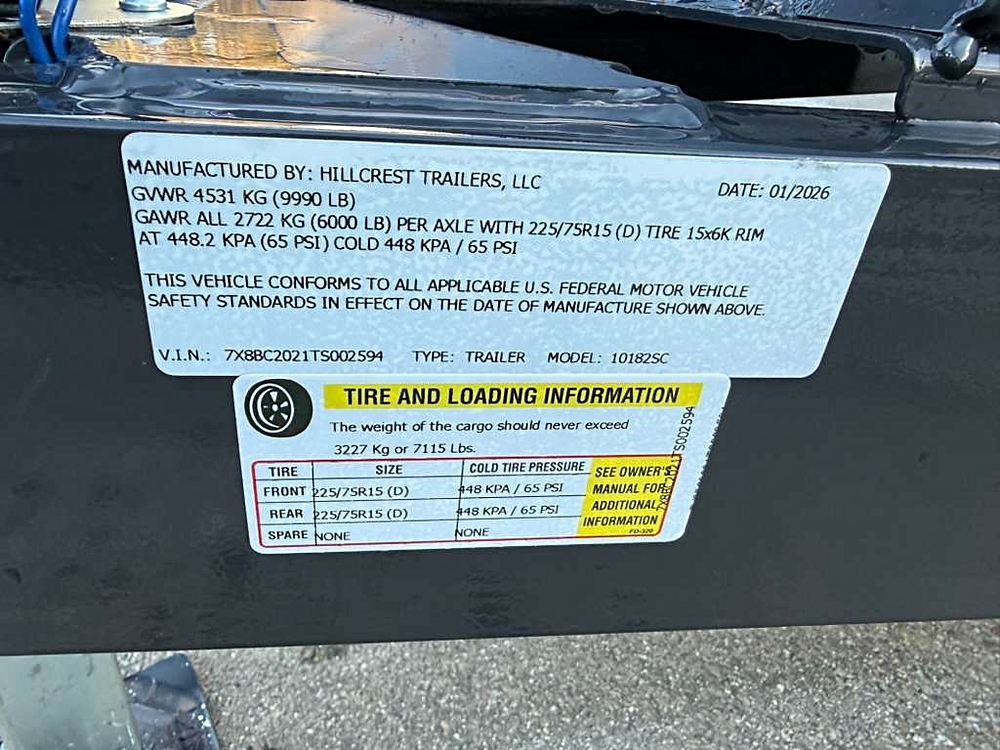 MANUFACTURED BY: HILLCREST TRAILERS, LLC
DATE: 01/2026
GVWR 4531 KG (9990 LB)
GAWR ALL 2722 KG (6000 LB) PER AXLE WITH 225/75R15 (D) TIRE 15x6K RIM
AT 448.2 KPA (65 PSI) COLD 448 KPA / 65 PSI
THIS VEHICLE CONFORMS TO ALL APPLICABLE U.S. FEDERAL MOTOR VEHICLE
SAFETY STANDARDS IN EFFECT ON THE DATE OF MANUFACTURE SHOWN ABOVE.
V.I.N.: 7X8BC2021TS002594 TYPE: TRAILER MODEL: 10182SC
TIRE AND LOADING INFORMATION
The weight of the cargo should never exceed
3227 Kg or 7115 Lbs.
TIRE SIZE COLD TIRE PRESSURE
FRONT 225/75R15 (D) 448 KPA / 65 PSI
REAR 225/75R15 (D) 448 KPA / 65 PSI
SPARE NONE NONE
SEE OWNER'S
MANUAL FOR
ADDITIONAL
INFORMATION
FO-320
7X8BC2021TS002594